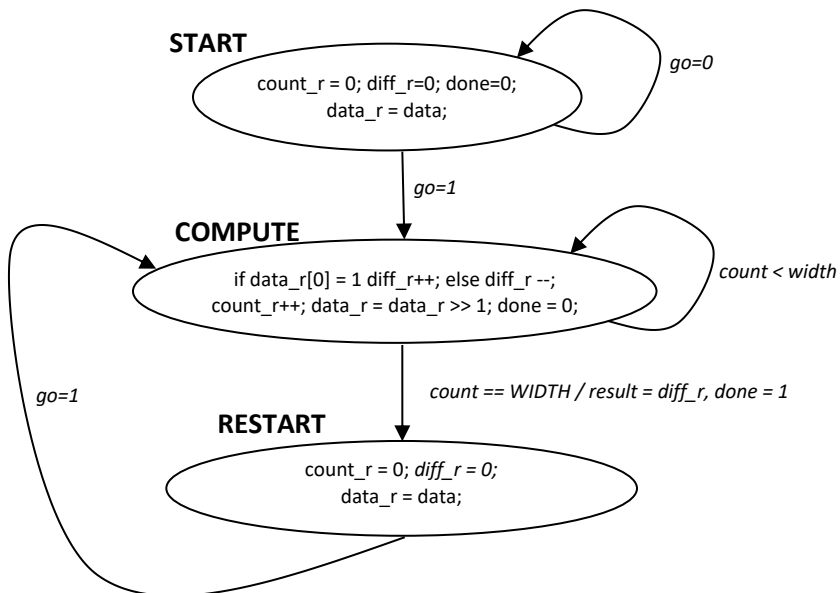 START
count_r = 0; diff_r=0; done=0;
data_r = data;
go=0
go=1
COMPUTE
if data_r[0] = 1 diff_r++; else diff_r --;
count_r++; data_r = data_r >> 1; done = 0;
count < width
go=1
count == WIDTH / result = diff_r, done = 1
RESTART
count_r = 0; diff_r = 0;
data_r = data;